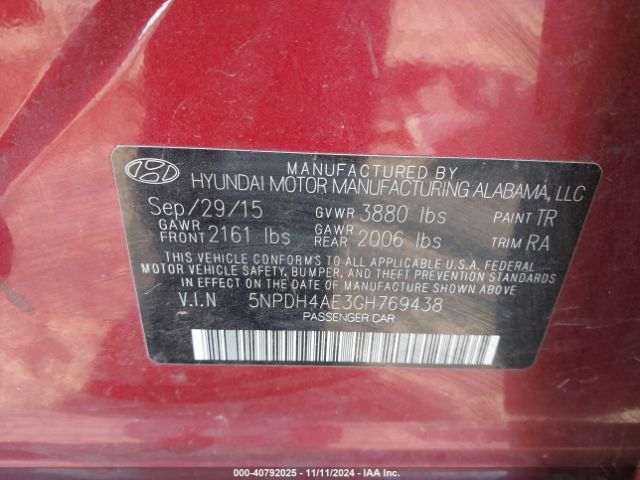 MANUFACTURED BY
HYUNDAI MOTOR MANUFACTURING ALABAMA, LLC
Sep/29/15 GVWR 3880 lbs PAINT TR
GAWR FRONT 2161 lbs GAWR REAR 2006 lbs TRIM RA
THIS VEHICLE CONFORMS TO ALL APPLICABLE U.S.A. FEDERAL
MOTOR VEHICLE SAFETY, BUMPER, AND THEFT PREVENTION STANDARDS
IN EFFECT ON THE DATE OF MANUFACTURE SHOWN ABOVE.
V.I.N 5NPDH4AE3GH769438
PASSENGER CAR
000-40792025 - 11/11/2024 - IAA Inc.